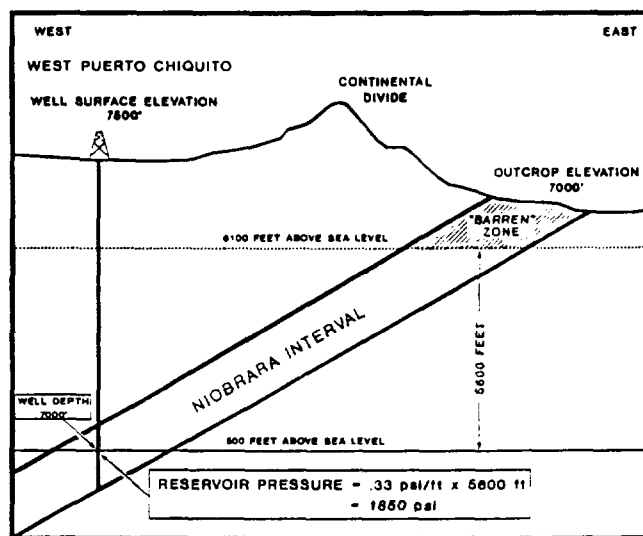 WEST
EAST
WEST PUERTO CHIQUITO
CONTINENTAL
DIVIDE
WELL SURFACE ELEVATION
7500'
OUTCROP ELEVATION
7000'
"BARREN"
ZONE
6100 FEET ABOVE SEA LEVEL
NIOBRARA INTERVAL
5600 FEET
WELL DEPTH:
7000'
500 FEET ABOVE SEA LEVEL
RESERVOIR PRESSURE = .33 psi/ft x 5600 ft
= 1850 psi